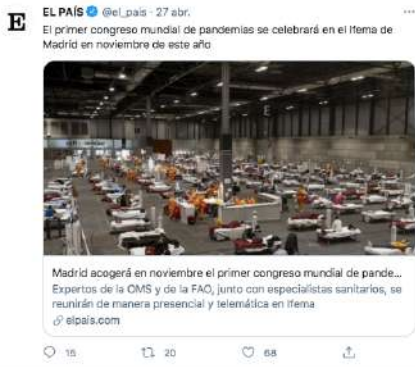 E
EL PAÍS @el_pais · 27 abr.
El primer congreso mundial de pandemias se celebrará en el Ifema de
Madrid en noviembre de este año
Madrid acogerá en noviembre el primer congreso mundial de pande...
Expertos de la OMS y de la FAO, junto con especialistas sanitarios, se
reunirán de manera presencial y telemática en Ifema
elpais.com
15 20 68